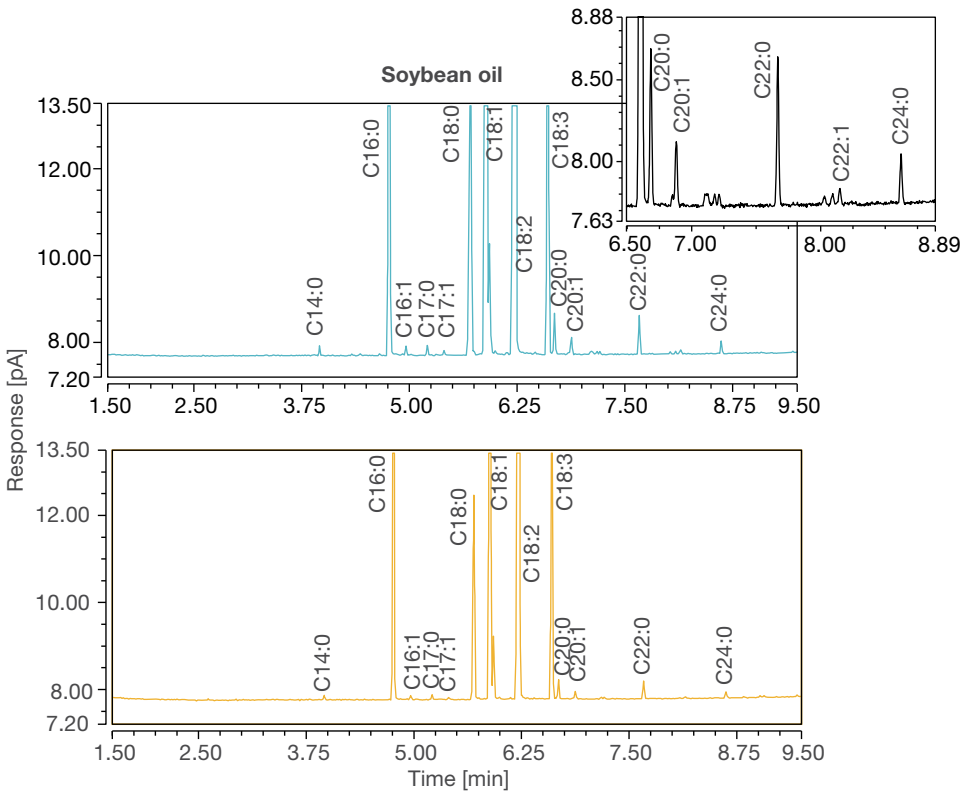 Soybean oil
8.88
8.50
8.00
7.63
C20:0
C20:1
C22:0
C22:1
C24:0
6.50
7.00
8.00
8.89
13.50
12.00
10.00
8.00
7.20
C14:0
C16:0
C16:1
C17:0
C17:1
C18:0
C18:1
C18:2
C18:3
C20:0
C20:1
C22:0
C24:0
1.50
2.50
3.75
5.00
6.25
7.50
8.75
9.50
Response [pA]
13.50
12.00
10.00
8.00
7.20
C14:0
C16:0
C16:1
C17:0
C17:1
C18:0
C18:1
C18:2
C18:3
C20:0
C20:1
C22:0
C24:0
1.50
2.50
3.75
5.00
6.25
7.50
8.75
9.50
Time [min]